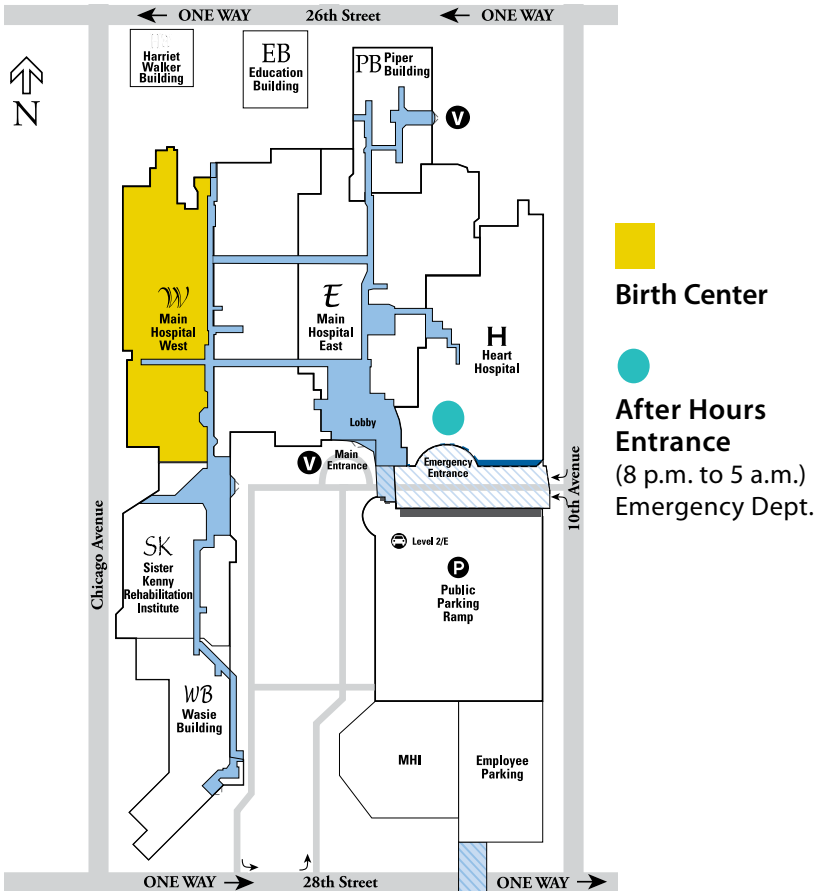 ONE WAY 26th Street ONE WAY
N
Harriet
Walker
Building
EB
Education
Building
PB Piper
Building
V
W
Main
Hospital
West
E
Main
Hospital
East
H
Heart
Hospital
Lobby
V
Main
Entrance
Emergency
Entrance
Level 2/E
P
Public
Parking
Ramp
SK
Sister
Kenny
Rehabilitation
Institute
WB
Wasie
Building
MHI
Employee
Parking
Chicago Avenue
10th Avenue
ONE WAY 28th Street ONE WAY
Birth Center
After Hours
Entrance
(8 p.m. to 5 a.m.)
Emergency Dept.